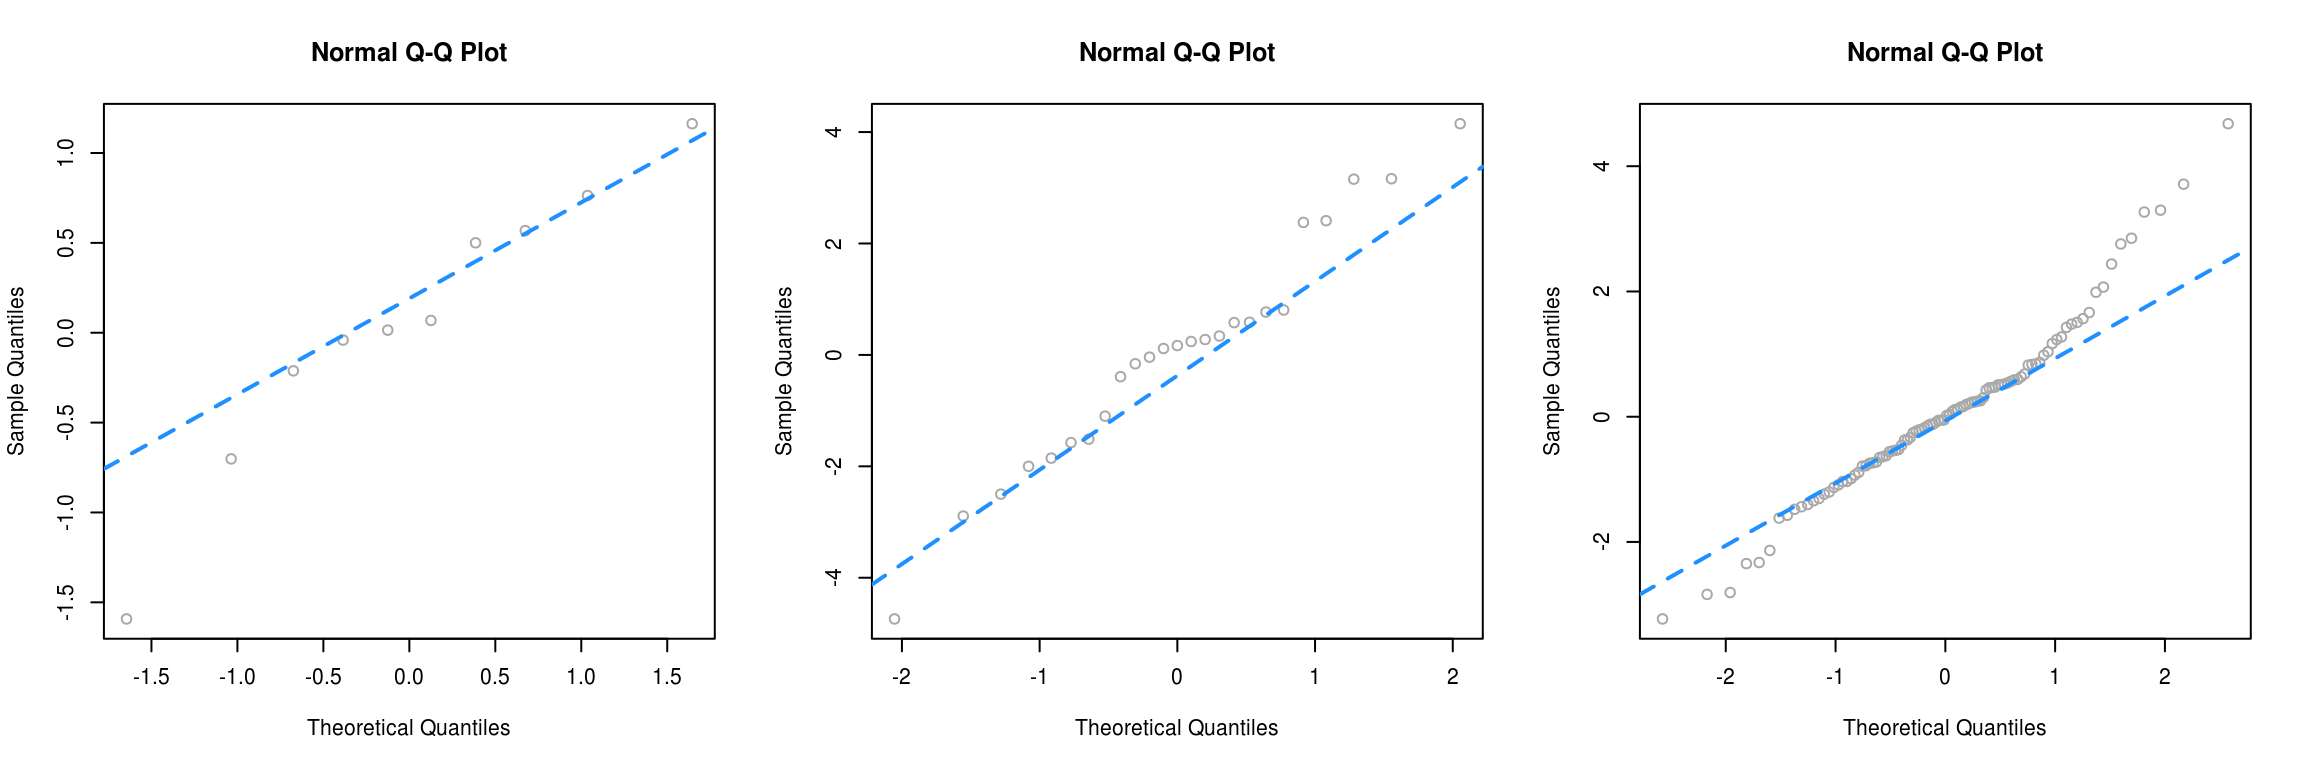 Normal Q-Q Plot
Sample Quantiles
1.0
0.5
0.0
-0.5
-1.0
-1.5
-1.5 -1.0 -0.5 0.0 0.5 1.0 1.5
Theoretical Quantiles
Normal Q-Q Plot
Sample Quantiles
4
2
0
-2
-4
-2 -1 0 1 2
Theoretical Quantiles
Normal Q-Q Plot
Sample Quantiles
4
2
0
-2
-2 -1 0 1 2
Theoretical Quantiles